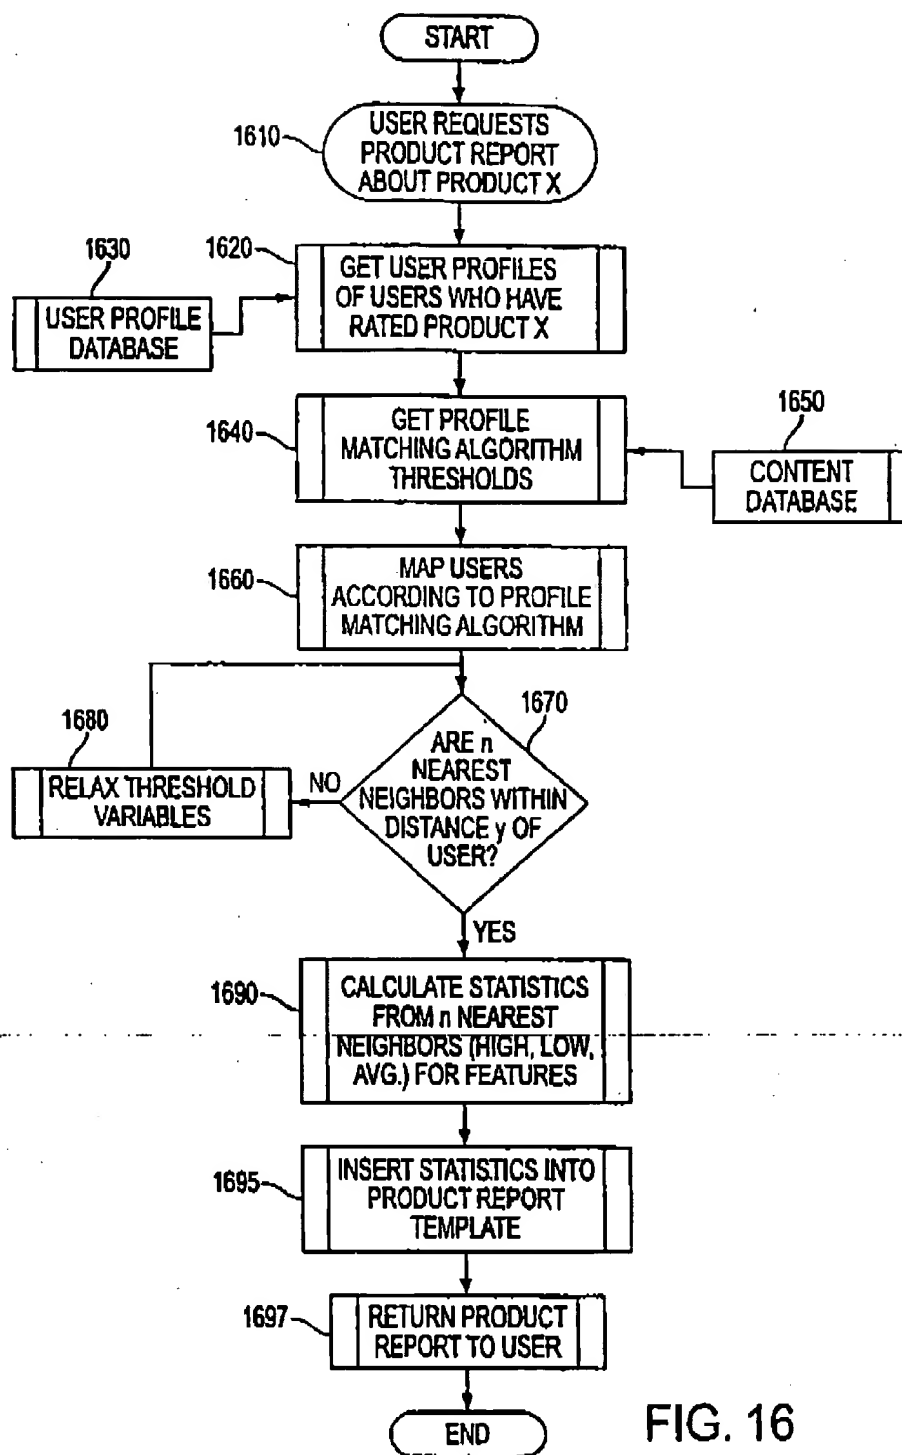 START
1610
USER REQUESTS
PRODUCT REPORT
ABOUT PRODUCT X
1620
GET USER PROFILES
OF USERS WHO HAVE
RATED PRODUCT X
1630
USER PROFILE
DATABASE
1640
GET PROFILE
MATCHING ALGORITHM
THRESHOLDS
1650
CONTENT
DATABASE
1660
MAP USERS
ACCORDING TO PROFILE
MATCHING ALGORITHM
1670
ARE n
NEAREST
NEIGHBORS WITHIN
DISTANCE y OF
USER?
1680
RELAX THRESHOLD
VARIABLES
NO
YES
1690
CALCULATE STATISTICS
FROM n NEAREST
NEIGHBORS (HIGH, LOW,
AVG.) FOR FEATURES
1695
INSERT STATISTICS INTO
PRODUCT REPORT
TEMPLATE
1697
RETURN PRODUCT
REPORT TO USER
END
FIG. 16